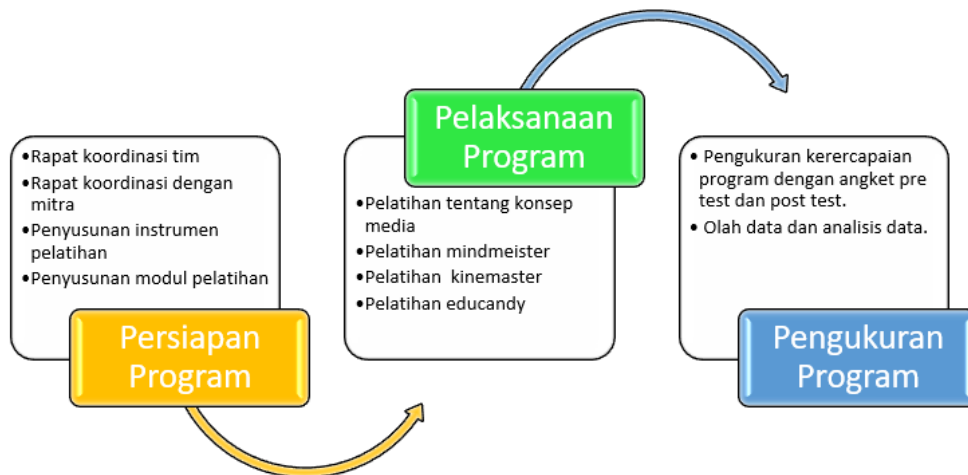 •Rapat koordinasi tim
•Rapat koordinasi dengan
mitra
•Penyusunan instrumen
pelatihan
•Penyusunan modul pelatihan
Persiapan
Program
Pelaksanaan
Program
•Pelatihan tentang konsep
media
•Pelatihan mindmeister
•Pelatihan kinemaster
•Pelatihan educandy
• Pengukuran kerercapaian
program dengan angket pre
test dan post test.
• Olah data dan analisis data.
Pengukuran
Program